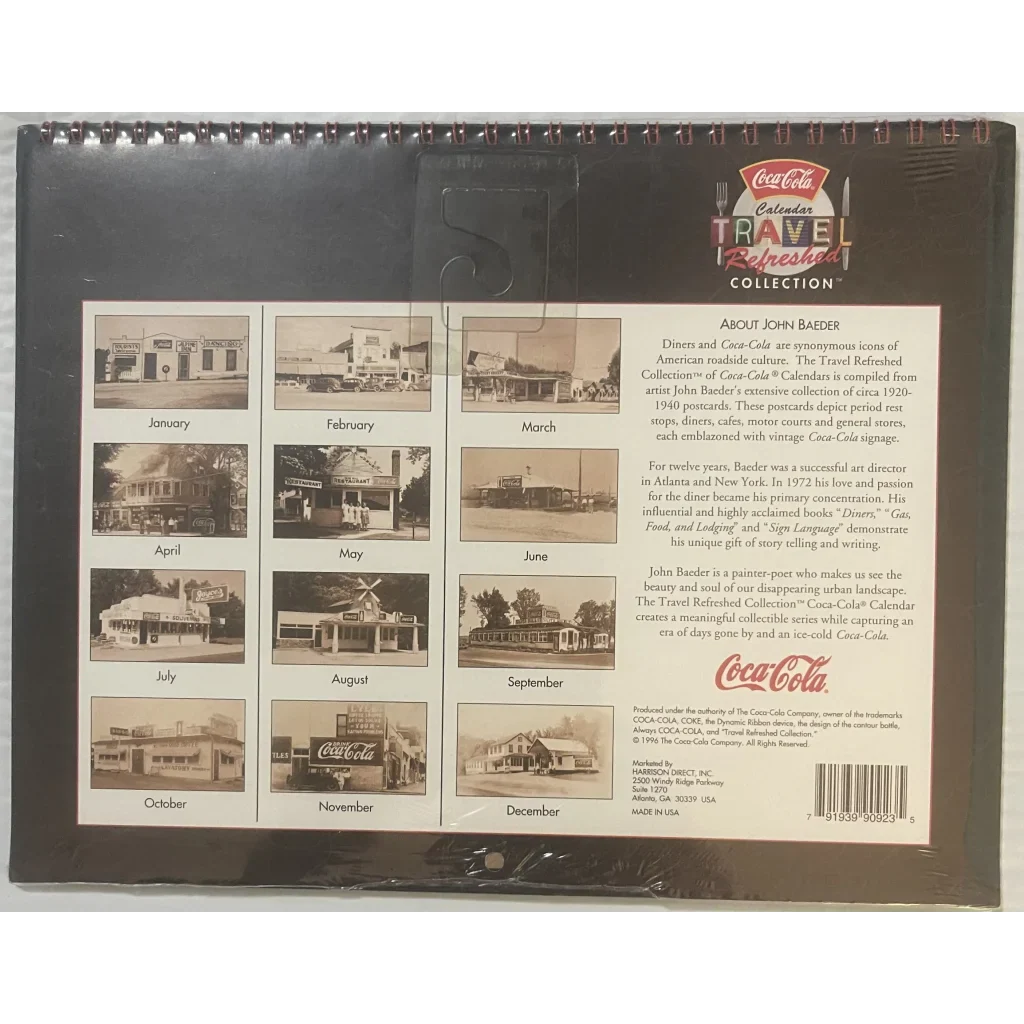 Coca-Cola
Calendar
TRAVEL
Refreshed
COLLECTION™
January
February
March
RESTAURANT
RESTAURANT
April
May
June
Joyce's
SOUVENIRS
July
August
September
TLES
DRINK
Coca-Cola
October
November
December
ABOUT JOHN BAEDER
Diners and Coca-Cola are synonymous icons of
American roadside culture. The Travel Refreshed
Collection™ of Coca-Cola® Calendars is compiled from
artist John Baeder's extensive collection of circa 1920-
1940 postcards. These postcards depict period rest
stops, diners, cafes, motor courts and general stores,
each emblazoned with vintage Coca-Cola signage.
For twelve years, Baeder was a successful art director
in Atlanta and New York. In 1972 his love and passion
for the diner became his primary concentration. His
influential and highly acclaimed books "Diners," "Gas,
Food, and Lodging" and "Sign Language" demonstrate
his unique gift of story telling and writing.
John Baeder is a painter-poet who makes us see the
beauty and soul of our disappearing urban landscape.
The Travel Refreshed Collection™ Coca-Cola® Calendar
creates a meaningful collectible series while capturing an
era of days gone by and an ice-cold Coca-Cola.
Coca-Cola
Produced under the authority of The Coca-Cola Company, owner of the trademarks
COCA-COLA, COKE, the Dynamic Ribbon device, the design of the contour bottle,
Always COCA-COLA, and "Travel Refreshed Collection."
© 1996 The Coca-Cola Company. All Rights Reserved.
Marketed By
HARRISON DIRECT, INC.
2500 Windy Ridge Parkway
Suite 1270
Atlanta, GA 30339 USA
MADE IN USA
7 91939 90923 5